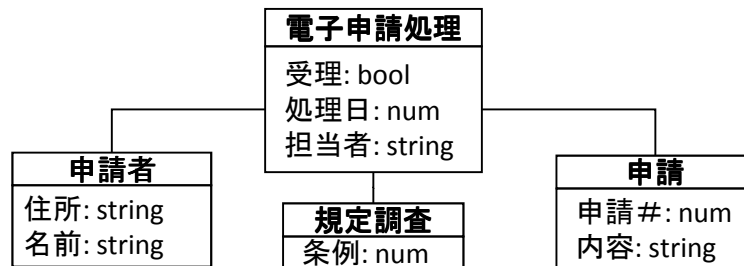 電子申請処理
受理: bool
処理日: num
担当者: string
申請者
住所: string
名前: string
規定調査
条例: num
申請
申請＃: num
内容: string